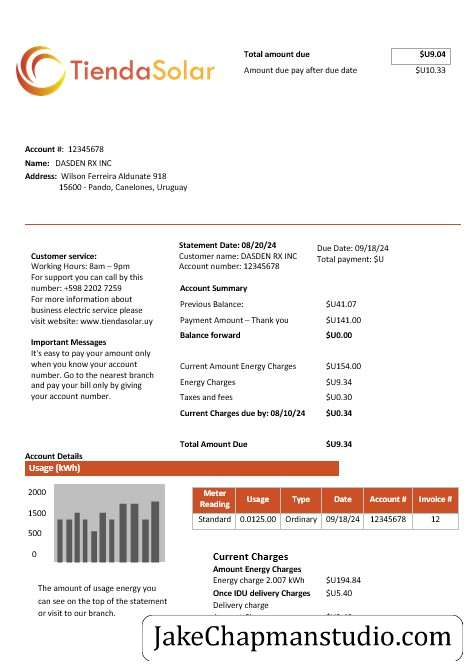 TiendaSolar
Total amount due $U9.04
Amount due pay after due date $U10.33
Account #: 12345678
Name: DASDEN RX INC
Address: Wilson Ferreira Aldunate 918
15600 - Pando, Canelones, Uruguay
Customer service:
Working Hours: 8am – 9pm
For support you can call by this
number: +598 2202 7259
For more information about
business electric service please
visit website: www.tiendasolar.uy
Important Messages
It's easy to pay your amount only
when you know your account
number. Go to the nearest branch
and pay your bill only by giving
your account number.
Statement Date: 08/20/24
Customer name: DASDEN RX INC
Account number: 12345678
Due Date: 09/18/24
Total payment: $U
Account Summary
Previous Balance: $U41.07
Payment Amount – Thank you $U141.00
Balance forward $U0.00
Current Amount Energy Charges $U154.00
Energy Charges $U9.34
Taxes and fees $U0.30
Current Charges due by: 08/10/24 $U0.34
Total Amount Due $U9.34
Account Details
Usage (kWh)
2000
1500
500
0
The amount of usage energy you
can see on the top of the statement
or visit to our branch.
Meter Reading Usage Type Date Account # Invoice #
Standard 0.0125.00 Ordinary 09/18/24 12345678 12
Current Charges
Amount Energy Charges
Energy charge 2.007 kWh $U194.84
Once IDU delivery Charges $U5.40
Delivery charge
JakeChapmanstudio.com